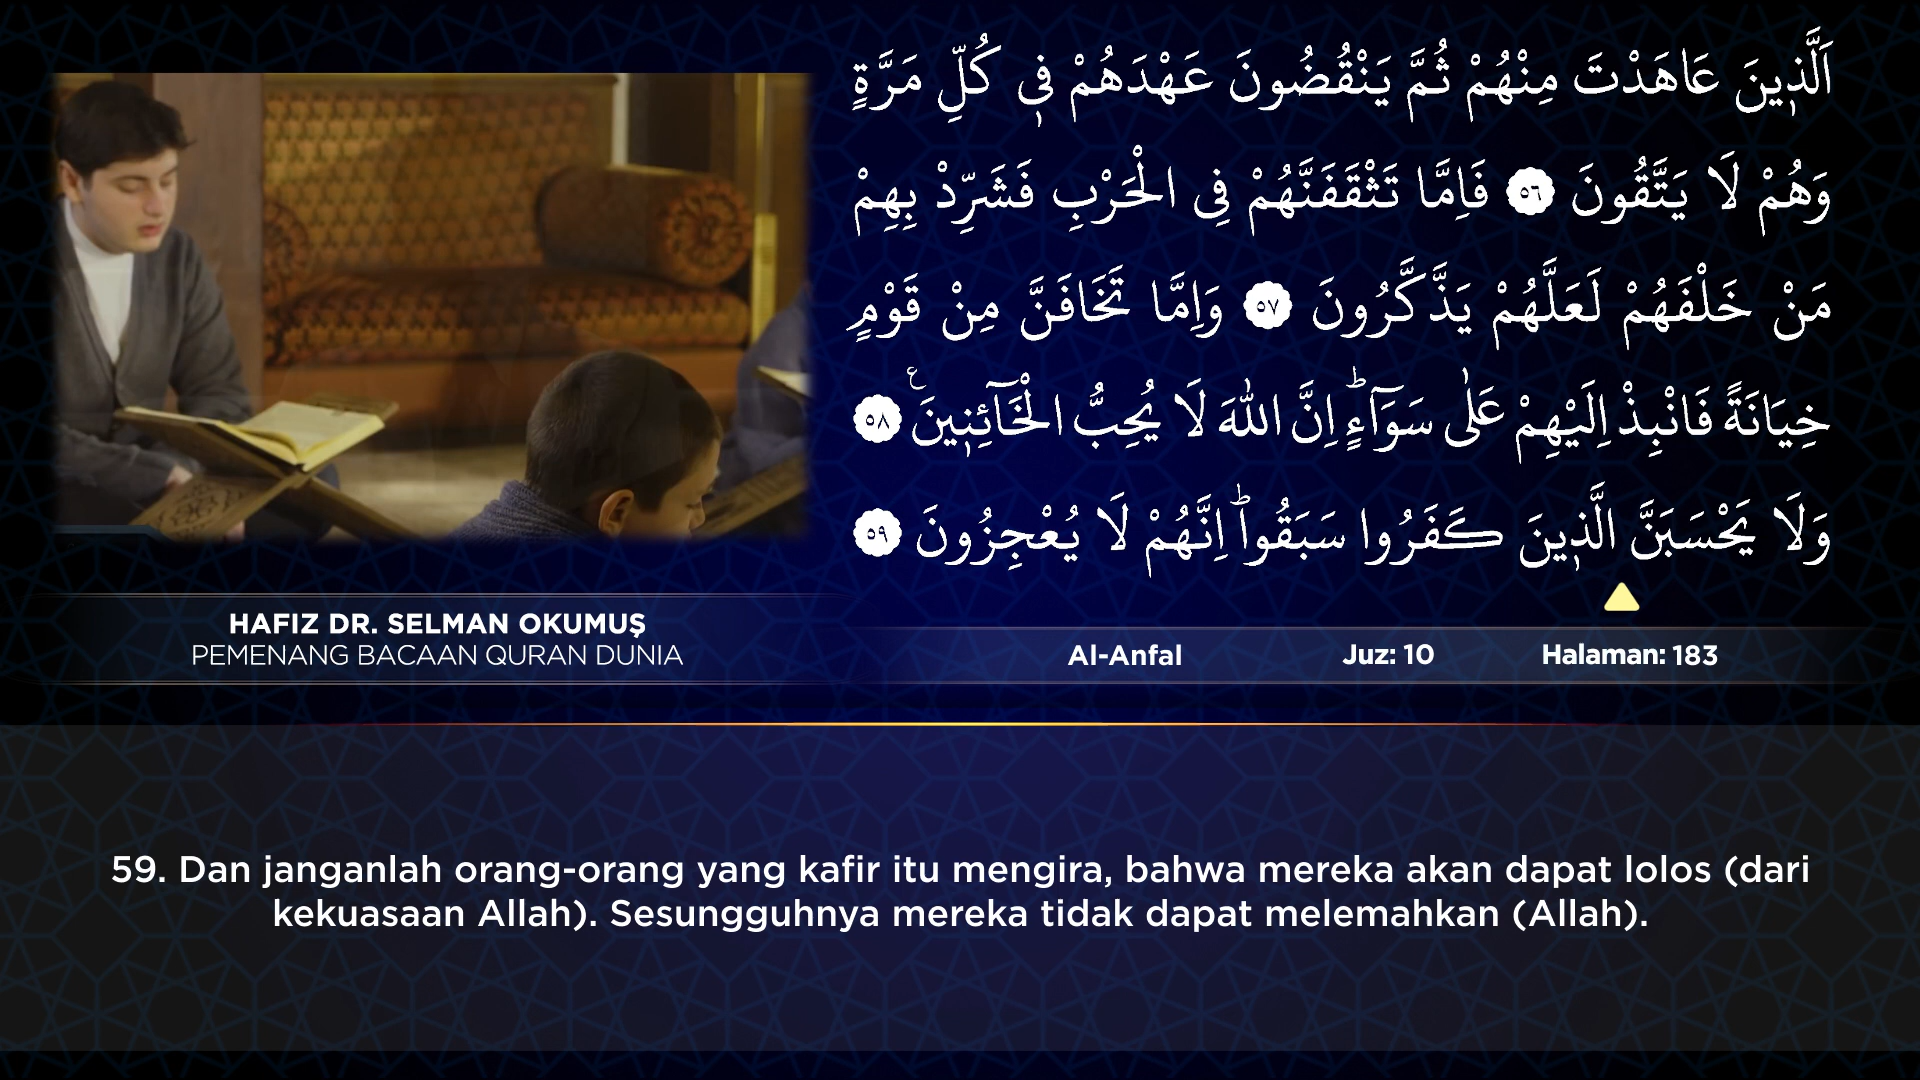 اَلَّذ۪ينَ عَاهَدْتَ مِنْهُمْ ثُمَّ يَنْقُضُونَ عَهْدَهُمْ ف۪ي كُلِّ مَرَّةٍ
وَهُمْ لَا يَتَّقُونَ ٥٦ فَاِمَّا تَثْقَفَنَّهُمْ فِي الْحَرْبِ فَشَرِّدْ بِهِمْ
مَنْ خَلْفَهُمْ لَعَلَّهُمْ يَذَّكَّرُونَ ٥٧ وَاِمَّا تَخَافَنَّ مِنْ قَوْمٍ
خِيَانَةً فَانْبِذْ اِلَيْهِمْ عَلٰى سَوَٓاءٍۜ اِنَّ اللّٰهَ لَا يُحِبُّ الْخَٓائِن۪ينَ۟ ٥٨
وَلَا يَحْسَبَنَّ الَّذ۪ينَ كَفَرُوا سَبَقُواۜ اِنَّهُمْ لَا يُعْجِزُونَ ٥٩
HAFIZ DR. SELMAN OKUMUŞ
PEMENANG BACAAN QURAN DUNIA
Al-Anfal Juz: 10 Halaman: 183
59. Dan janganlah orang-orang yang kafir itu mengira, bahwa mereka akan dapat lolos (dari
kekuasaan Allah). Sesungguhnya mereka tidak dapat melemahkan (Allah).